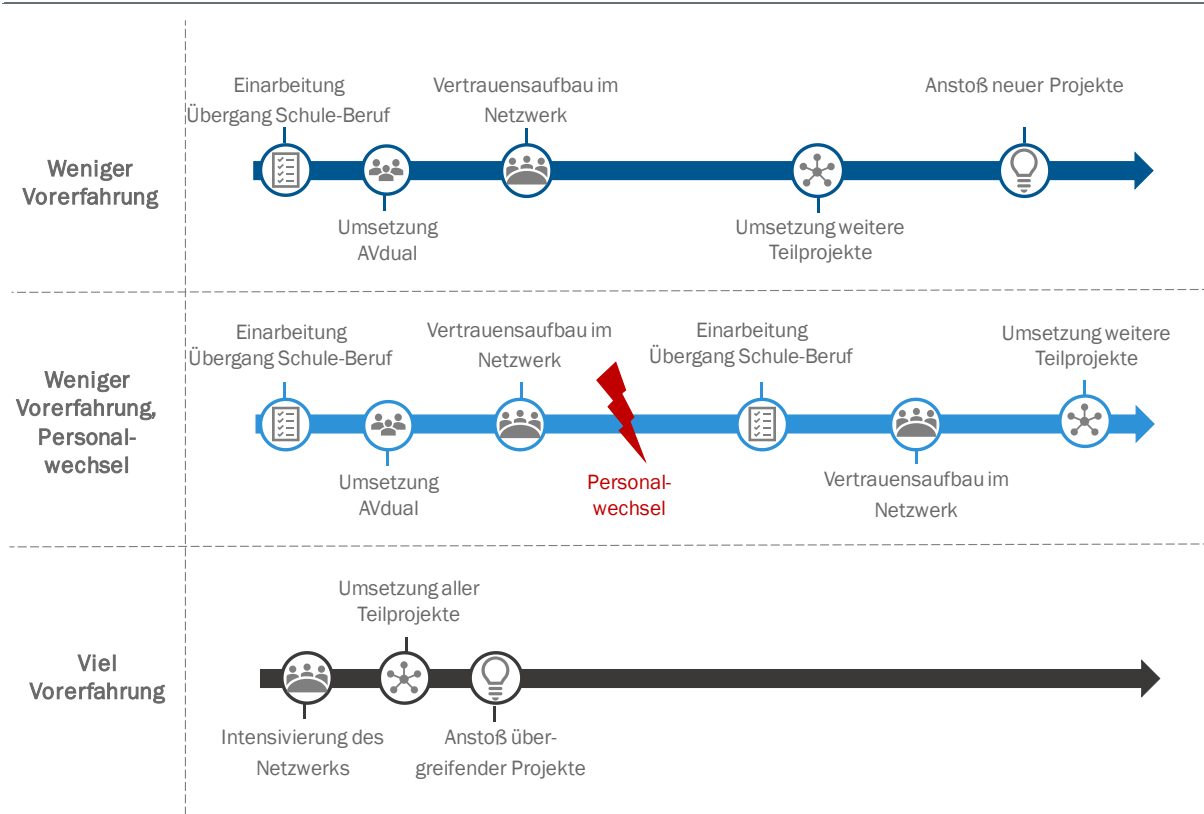 Einarbeitung
Übergang Schule-Beruf
Vertrauensaufbau im
Netzwerk
Anstoß neuer Projekte
Weniger
Vorerfahrung
Umsetzung
AVdual
Umsetzung weitere
Teilprojekte
Einarbeitung
Übergang Schule-Beruf
Vertrauensaufbau im
Netzwerk
Einarbeitung
Übergang Schule-Beruf
Umsetzung weitere
Teilprojekte
Weniger
Vorerfahrung,
Personal-
wechsel
Umsetzung
AVdual
Personal-
wechsel
Vertrauensaufbau im
Netzwerk
Umsetzung aller
Teilprojekte
Viel
Vorerfahrung
Intensivierung des
Netzwerks
Anstoß über-
greifender Projekte